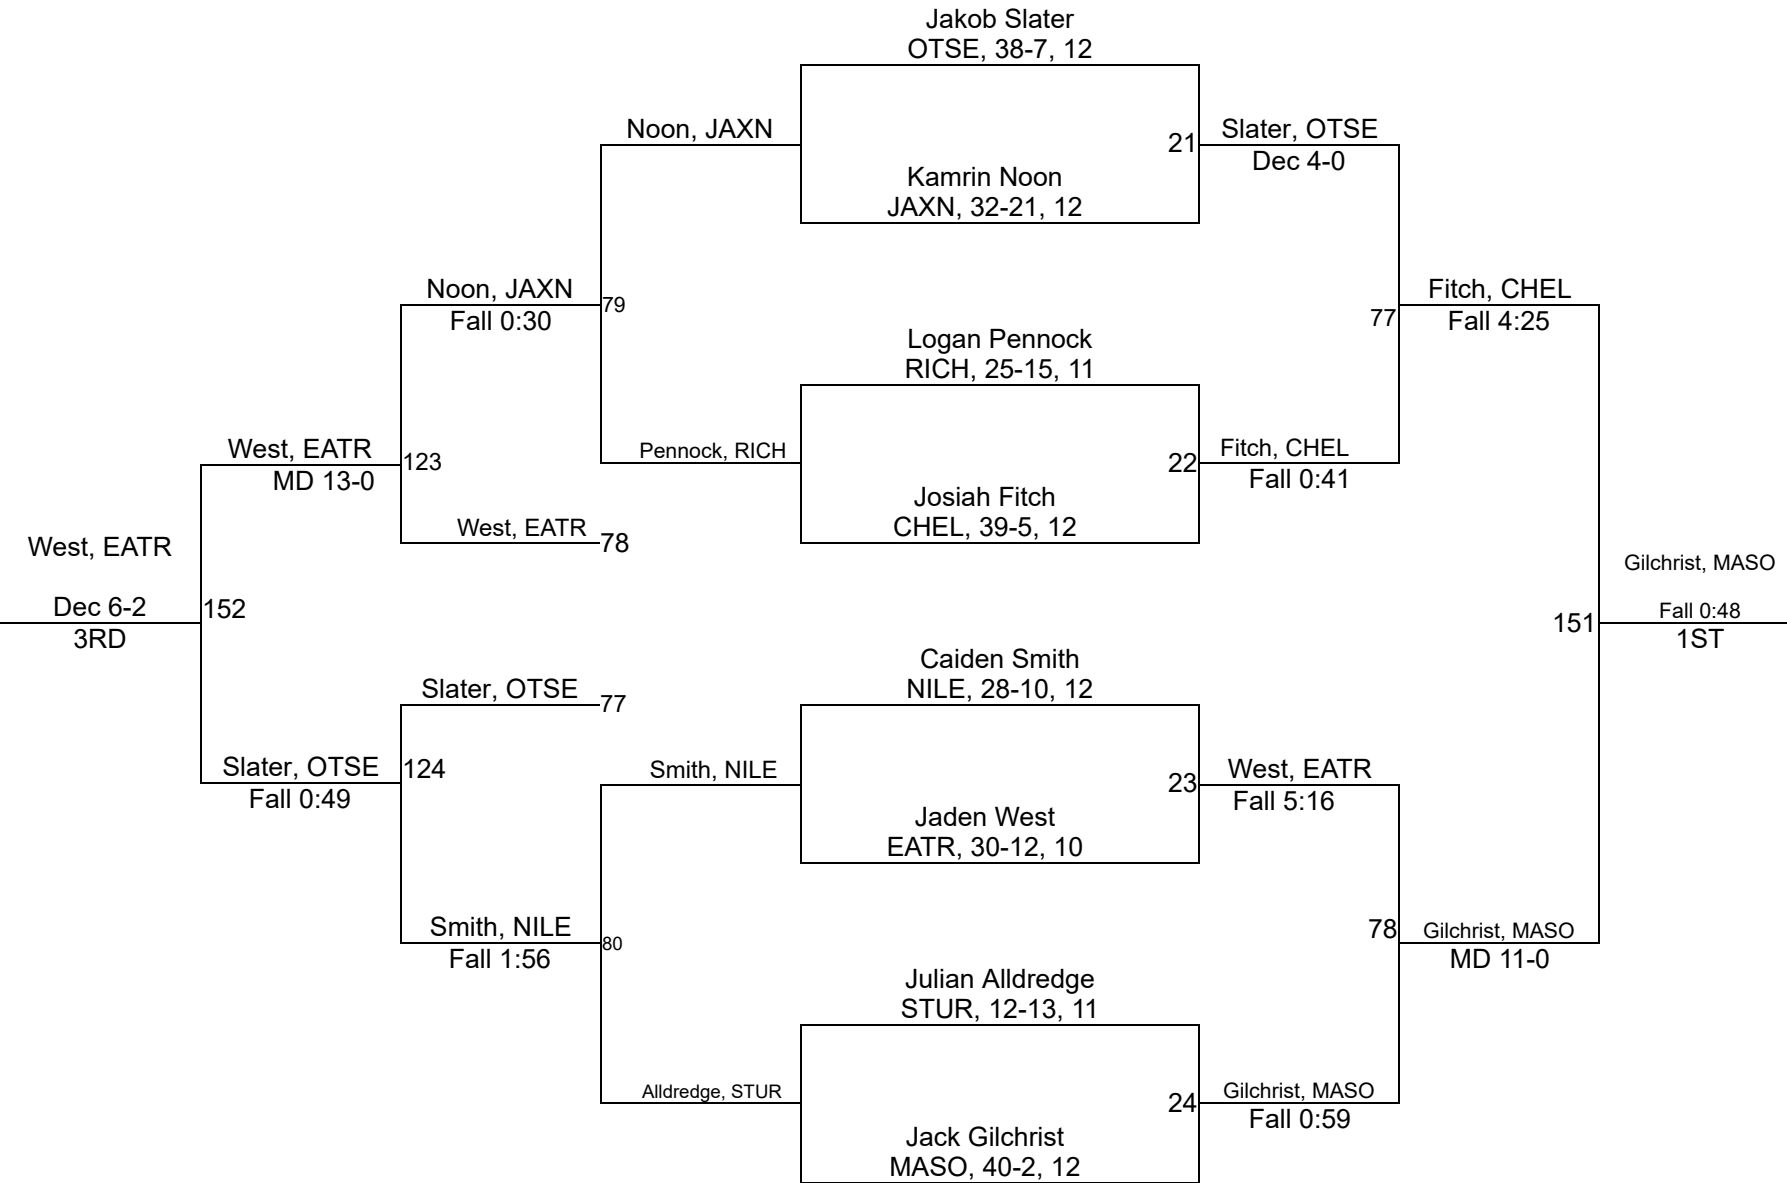 Jakob Slater
OTSE, 38-7, 12
Noon, JAXN
21
Slater, OTSE
Dec 4-0
Kamrin Noon
JAXN, 32-21, 12
Noon, JAXN
Fall 0:30
79
77
Fitch, CHEL
Fall 4:25
Logan Pennock
RICH, 25-15, 11
West, EATR
MD 13-0
123
Pennock, RICH
22
Fitch, CHEL
Fall 0:41
Josiah Fitch
CHEL, 39-5, 12
West, EATR
78
West, EATR
Dec 6-2
3RD
152
Gilchrist, MASO
151
Fall 0:48
1ST
Caiden Smith
NILE, 28-10, 12
Slater, OTSE
77
Slater, OTSE
Fall 0:49
124
Smith, NILE
23
West, EATR
Fall 5:16
Jaden West
EATR, 30-12, 10
Smith, NILE
Fall 1:56
80
78
Gilchrist, MASO
MD 11-0
Julian Alldredge
STUR, 12-13, 11
Alldredge, STUR
24
Gilchrist, MASO
Fall 0:59
Jack Gilchrist
MASO, 40-2, 12